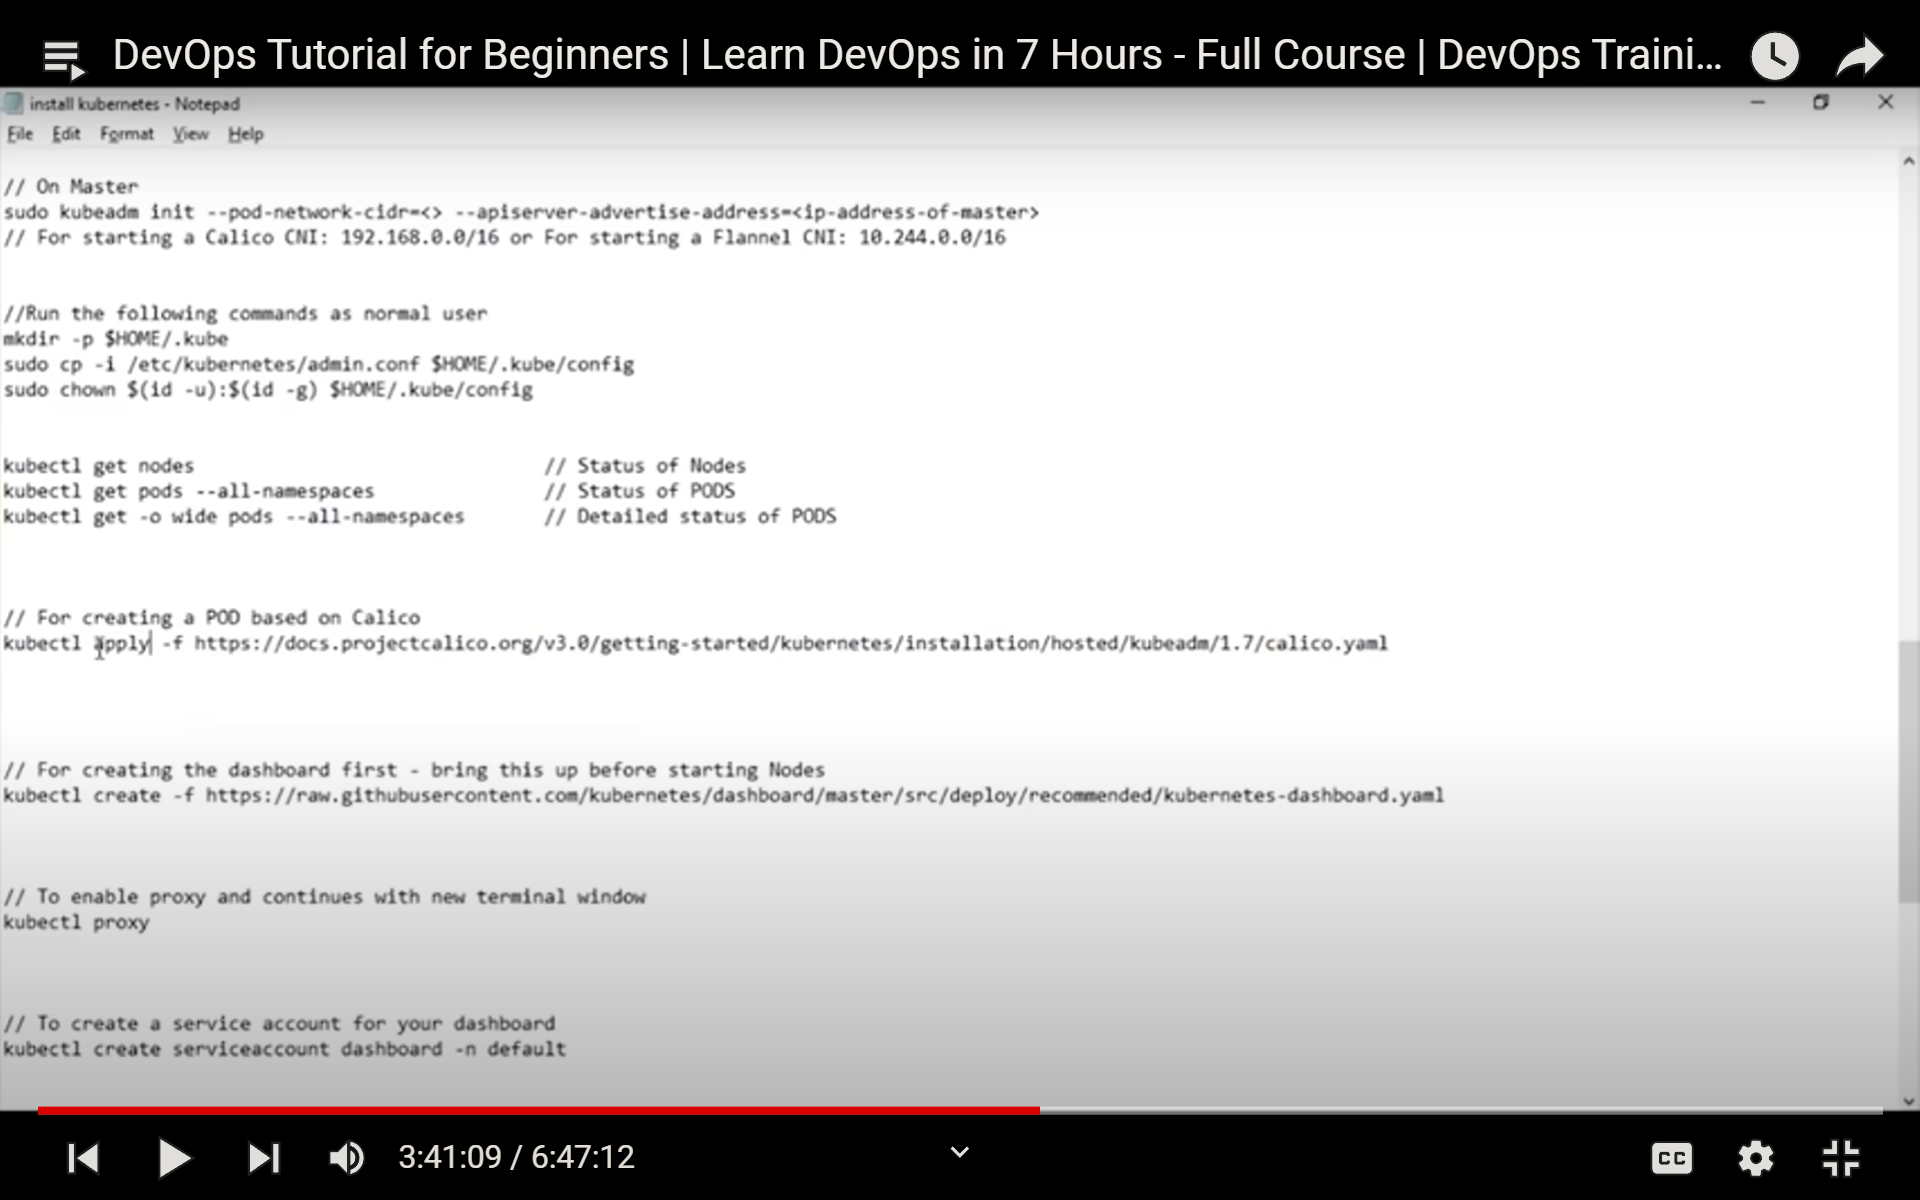 DevOps Tutorial for Beginners | Learn DevOps in 7 Hours - Full Course | DevOps Traini...
install kubernetes - Notepad
File Edit Format View Help
// On Master
sudo kubeadm init --pod-network-cidr=<> --apiserver-advertise-address=<ip-address-of-master>
// For starting a Calico CNI: 192.168.0.0/16 or For starting a Flannel CNI: 10.244.0.0/16
//Run the following commands as normal user
mkdir -p $HOME/.kube
sudo cp -i /etc/kubernetes/admin.conf $HOME/.kube/config
sudo chown $(id -u):$(id -g) $HOME/.kube/config
kubectl get nodes // Status of Nodes
kubectl get pods --all-namespaces // Status of PODS
kubectl get -o wide pods --all-namespaces // Detailed status of PODS
// For creating a POD based on Calico
kubectl apply -f https://docs.projectcalico.org/v3.0/getting-started/kubernetes/installation/hosted/kubeadm/1.7/calico.yaml
// For creating the dashboard first - bring this up before starting Nodes
kubectl create -f https://raw.githubusercontent.com/kubernetes/dashboard/master/src/deploy/recommended/kubernetes-dashboard.yaml
// To enable proxy and continues with new terminal window
kubectl proxy
// To create a service account for your dashboard
kubectl create serviceaccount dashboard -n default
3:41:09 / 6:47:12
CC